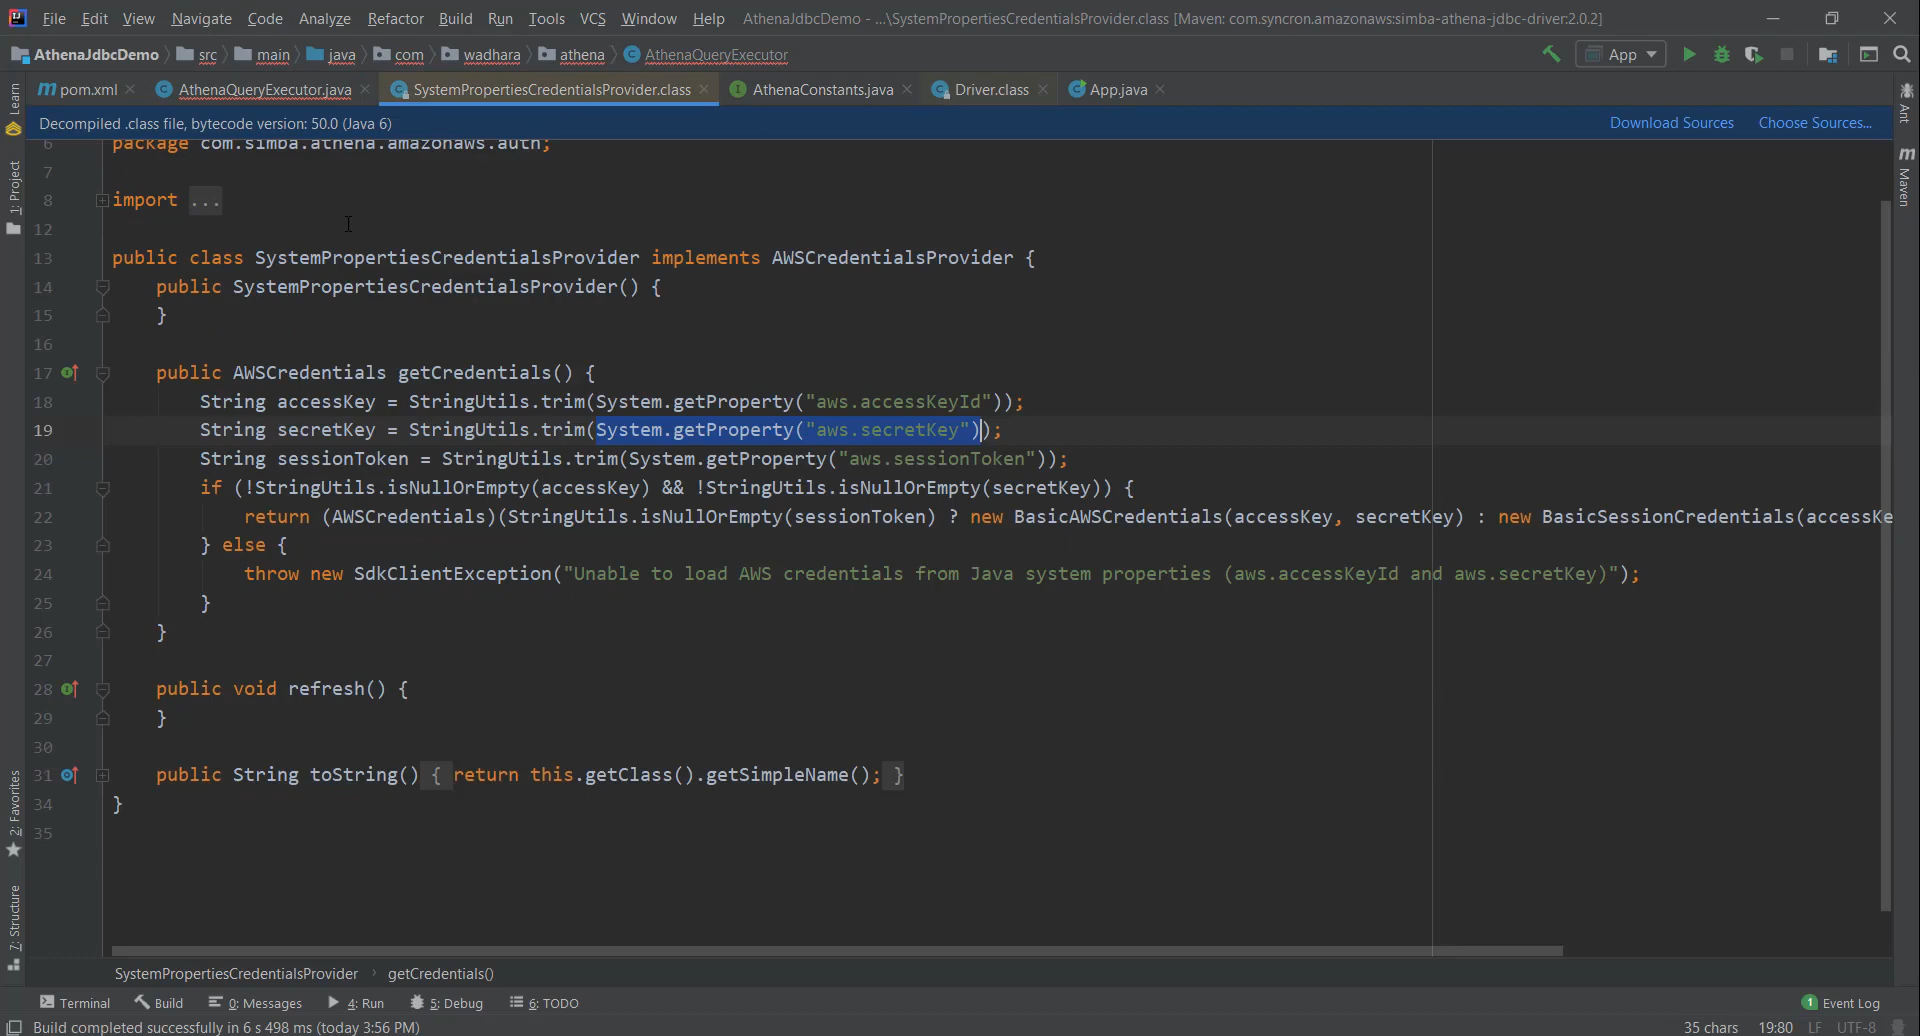 File Edit View Navigate Code Analyze Refactor Build Run Tools VCS Window Help AthenaJdbcDemo - ...\SystemPropertiesCredentialsProvider.class [Maven: com.syncron.amazonaws:simba-athena-jdbc-driver:2.0.2]
AthenaJdbcDemo src main java com wadhara athena AthenaQueryExecutor App
pom.xml AthenaQueryExecutor.java SystemPropertiesCredentialsProvider.class AthenaConstants.java Driver.class App.java
Decompiled .class file, bytecode version: 50.0 (Java 6) Download Sources Choose Sources...
6 package com.simba.athena.amazonaws.auth;
7
8 import ...
12
13 public class SystemPropertiesCredentialsProvider implements AWSCredentialsProvider {
14 public SystemPropertiesCredentialsProvider() {
15 }
16
17 public AWSCredentials getCredentials() {
18 String accessKey = StringUtils.trim(System.getProperty("aws.accessKeyId"));
19 String secretKey = StringUtils.trim(System.getProperty("aws.secretKey"));
20 String sessionToken = StringUtils.trim(System.getProperty("aws.sessionToken"));
21 if (!StringUtils.isNullOrEmpty(accessKey) && !StringUtils.isNullOrEmpty(secretKey)) {
22 return (AWSCredentials)(StringUtils.isNullOrEmpty(sessionToken) ? new BasicAWSCredentials(accessKey, secretKey) : new BasicSessionCredentials(accessKe
23 } else {
24 throw new SdkClientException("Unable to load AWS credentials from Java system properties (aws.accessKeyId and aws.secretKey)");
25 }
26 }
27
28 public void refresh() {
29 }
30
31 public String toString() { return this.getClass().getSimpleName(); }
34 }
35
Learn
1: Project
2: Favorites
7: Structure
Ant
m
Maven
SystemPropertiesCredentialsProvider › getCredentials()
Terminal Build 0: Messages 4: Run 5: Debug 6: TODO 1 Event Log
Build completed successfully in 6 s 498 ms (today 3:56 PM) 35 chars 19:80 LF UTF-8